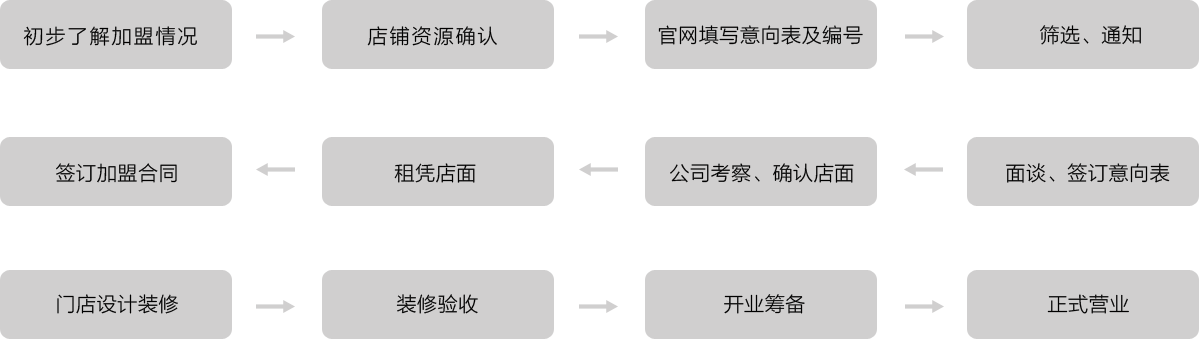 初步了解加盟情况
店铺资源确认
官网填写意向表及编号
筛选、通知
签订加盟合同
租凭店面
公司考察、确认店面
面谈、签订意向表
门店设计装修
装修验收
开业筹备
正式营业